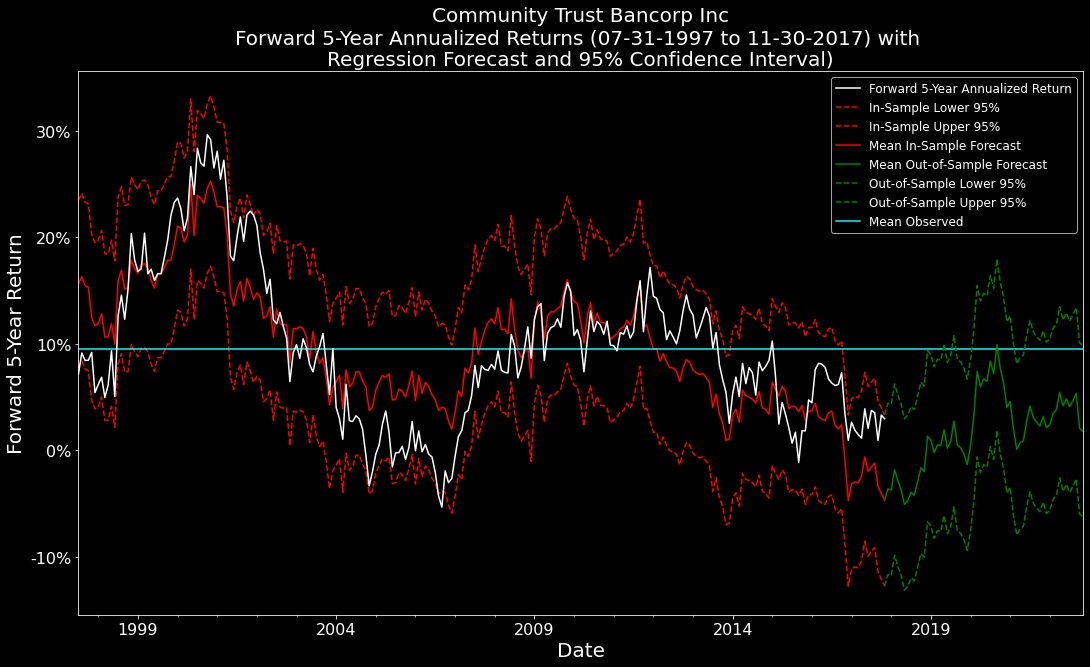 Community Trust Bancorp Inc
Forward 5-Year Annualized Returns (07-31-1997 to 11-30-2017) with
Regression Forecast and 95% Confidence Interval)
Forward 5-Year Annualized Return
In-Sample Lower 95%
In-Sample Upper 95%
Mean In-Sample Forecast
Mean Out-of-Sample Forecast
Out-of-Sample Lower 95%
Out-of-Sample Upper 95%
Mean Observed
Forward 5-Year Return
30%
20%
10%
0%
-10%
1999
2004
2009
2014
2019
Date